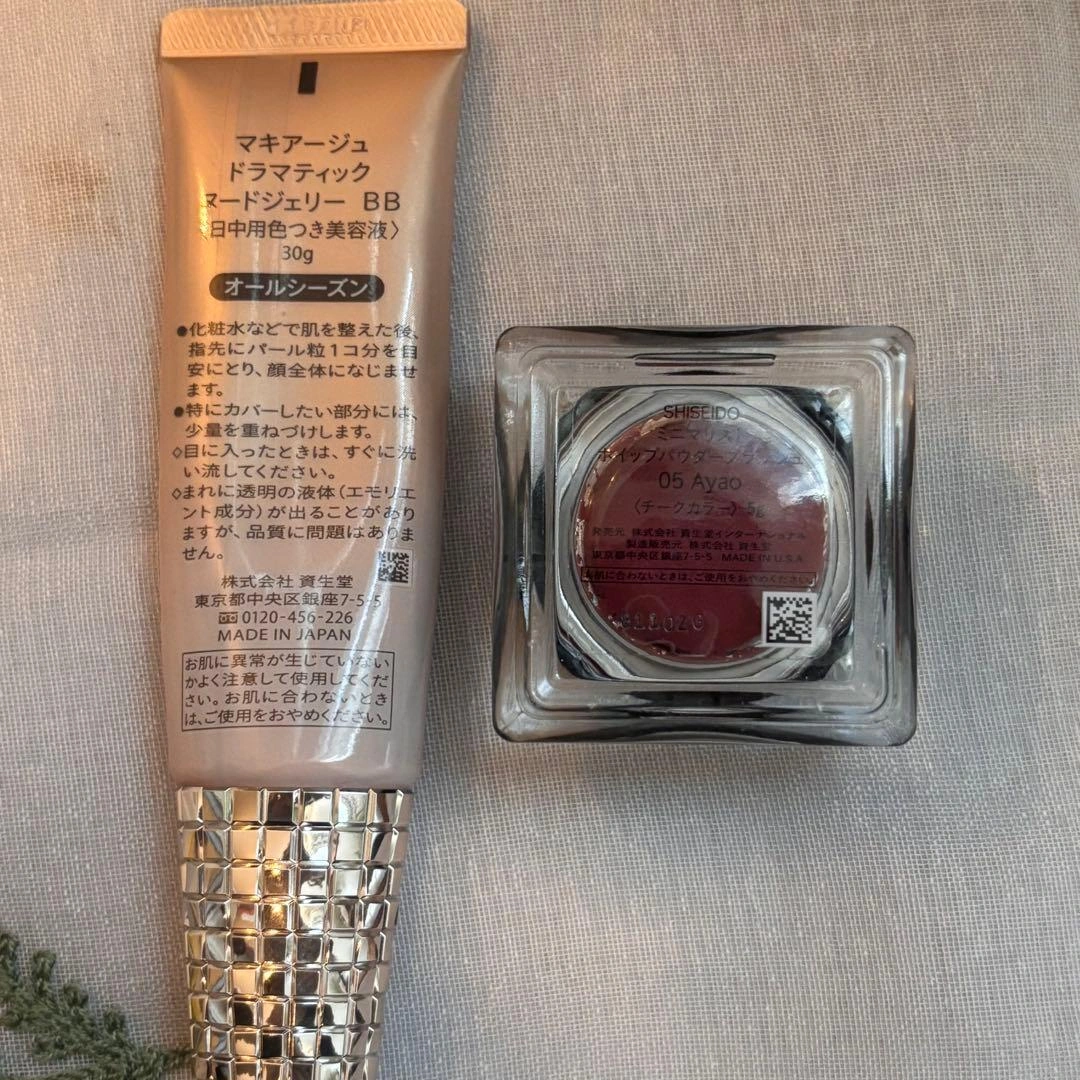 マキアージュ
ドラマティック
ヌードジェリー BB
〈日中用色つき美容液〉
30g
オールシーズン
●化粧水などで肌を整えた後、
指先にパール粒1コ分を目
安にとり、顔全体になじませ
ます。
●特にカバーしたい部分には、
少量を重ねづけします。
◇目に入ったときは、すぐに洗
い流してください。
◇まれに透明の液体(エモリエ
ント成分)が出ることがあり
ますが、品質に問題はありま
せん。
株式会社 資生堂
東京都中央区銀座7-5-5
0120-456-226
MADE IN JAPAN
お肌に異常が生じていない
かよく注意して使用してくだ
さい。お肌に合わないとき
は、ご使用をおやめください。
SHISEIDO
ミニマリスト
ホイップパウダーブラッシュ
05 Ayao
〈チークカラー〉 5g
発売元 株式会社 資生堂インターナショナル
製造販売元 株式会社 資生堂
東京都中央区銀座7-5-5 MADE IN U.S.A
お肌に合わないときは、ご使用をおやめください。